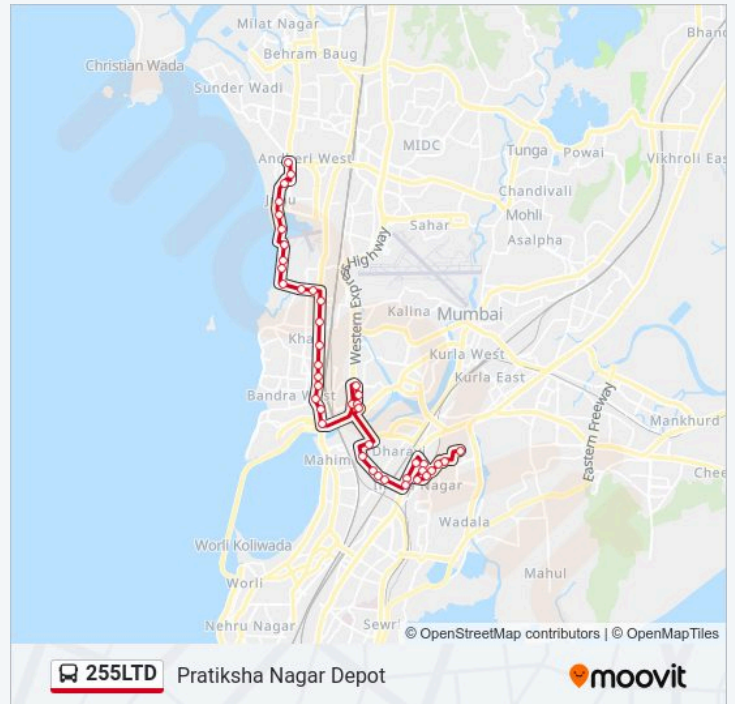 Milat Nagar
Behram Baug
Christian Wada
Sunder Wadi
MIDC
Tunga
Powai
Vikhroli Eas
Andheri West
Chandivali
Juhu
Mohli
Sahar
Asalpha
Western Express Highway
Kalina
Mumbai
Khar
Kurla West
Kurla East
Bandra West
Eastern Freeway
Mankhurd
Dharavi
Mahim
Nagar
Chee
Wadala
Worli Koliwada
Mahul
Worli
Nehru Nagar
Sewri
© OpenStreetMap contributors | © OpenMapTiles
255LTD Pratiksha Nagar Depot
moovit